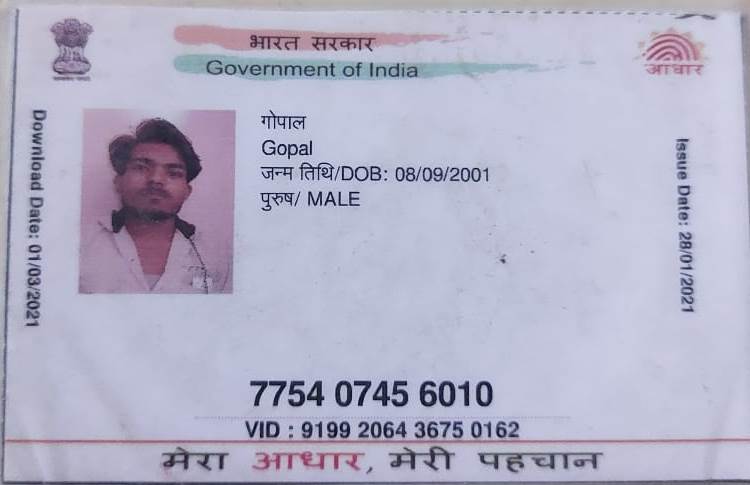 भारत सरकार
Government of India
आधार
Download Date: 01/03/2021
गोपाल
Gopal
जन्म तिथि/DOB: 08/09/2001
पुरुष/ MALE
Issue Date: 28/01/2021
7754 0745 6010
VID : 9199 2064 3675 0162
मेरा आधार, मेरी पहचान